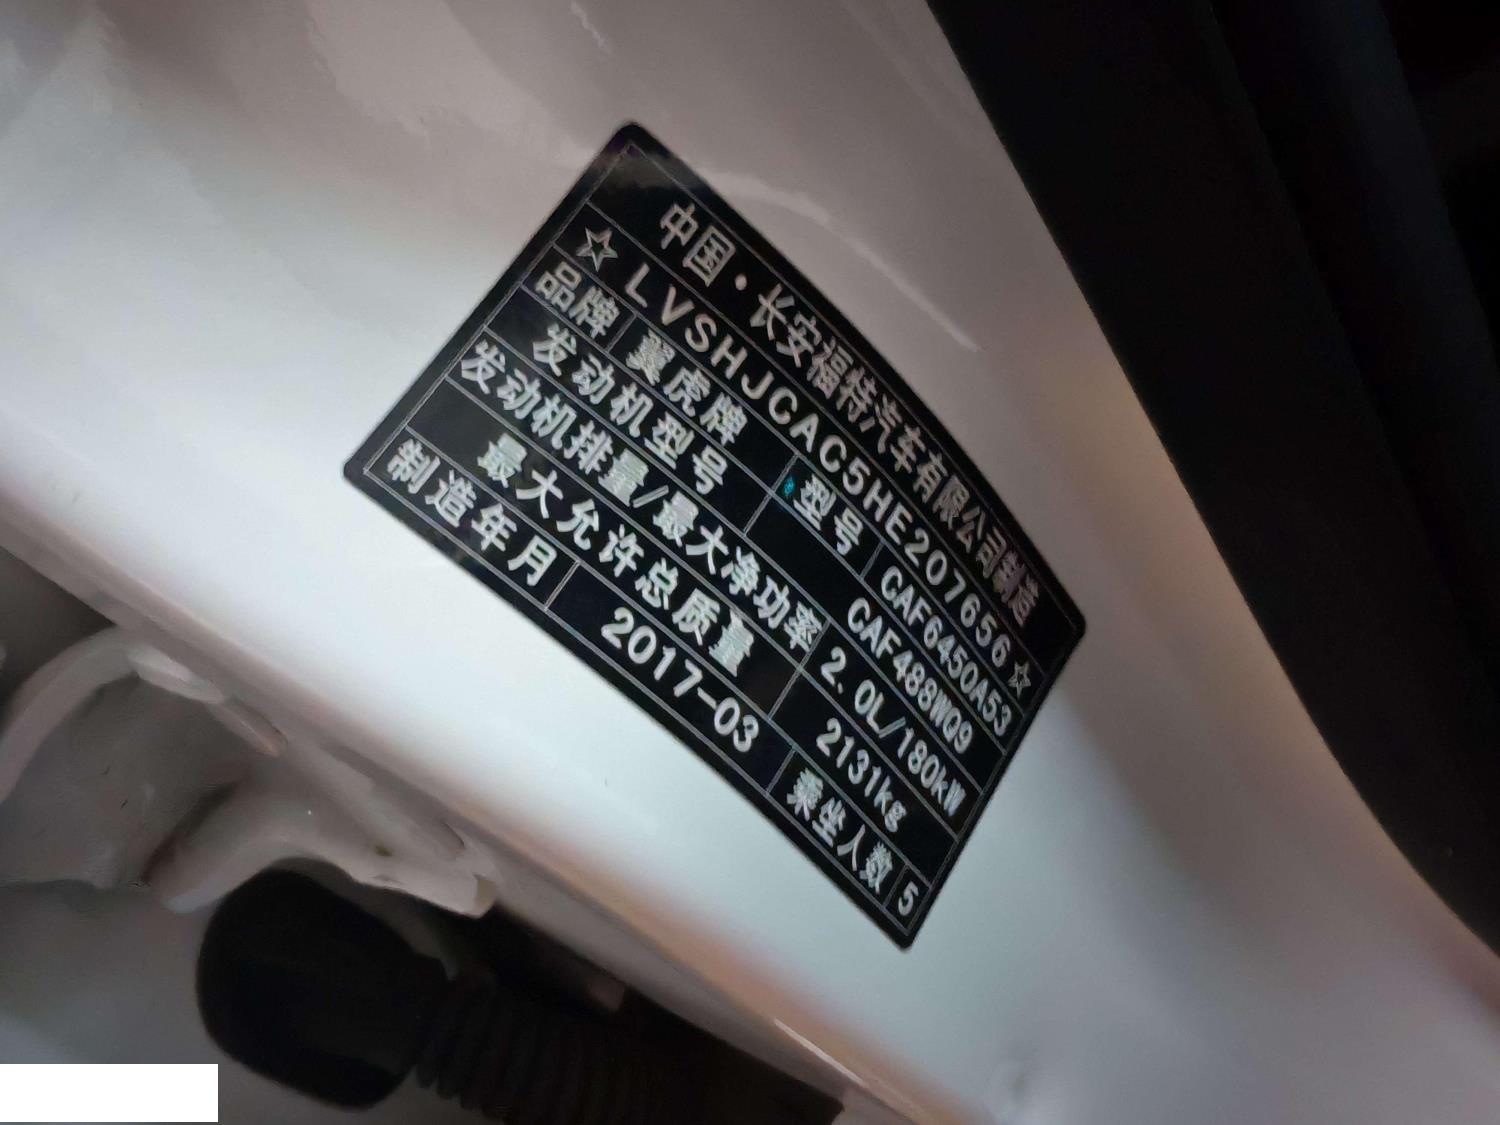 中国·长安福特汽车有限公司制造
☆LVSHJCAC5HE207656☆
品牌 翼虎牌 型号 CAF6450A53
发动机型号 CAF488WQ9
发动机排量/最大净功率 2.0L/180kW
最大允许总质量 2131kg
制造年月 2017-03 乘坐人数 5